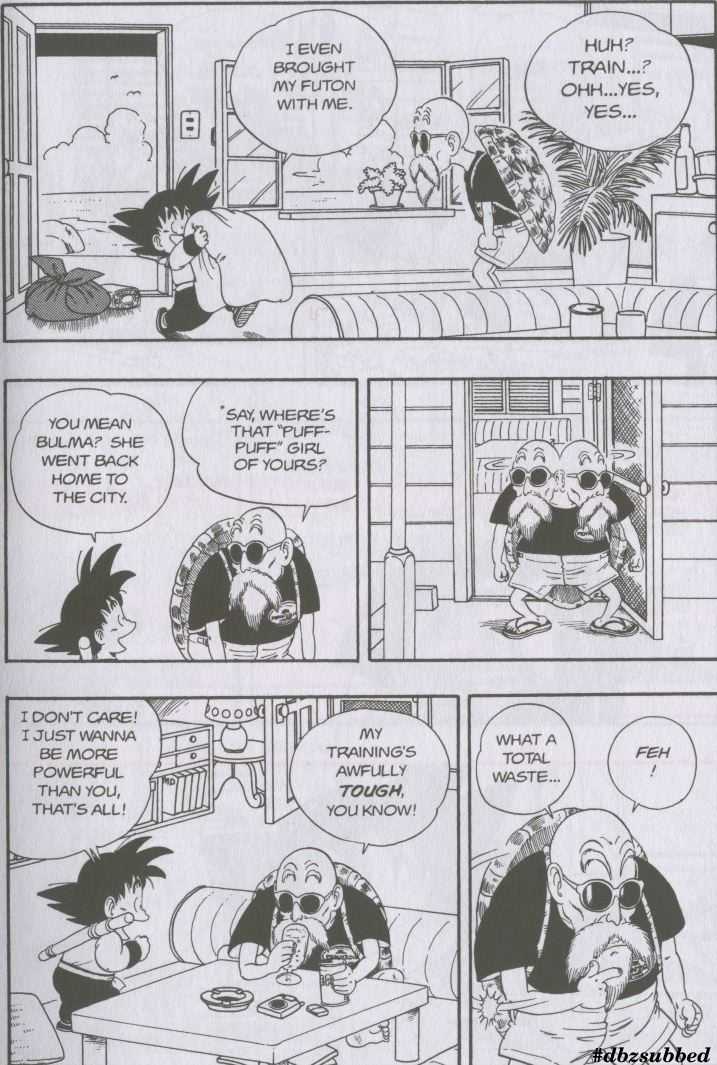 HUH?
TRAIN...?
OHH...YES,
YES...
I EVEN
BROUGHT
MY FUTON
WITH ME.
*SAY, WHERE'S
THAT "PUFF-
PUFF" GIRL
OF YOURS?
YOU MEAN
BULMA? SHE
WENT BACK
HOME TO
THE CITY.
FEH
!
WHAT A
TOTAL
WASTE...
MY
TRAINING'S
AWFULLY
TOUGH,
YOU KNOW!
I DON'T CARE!
I JUST WANNA
BE MORE
POWERFUL
THAN YOU,
THAT'S ALL!
#dbzsubbed